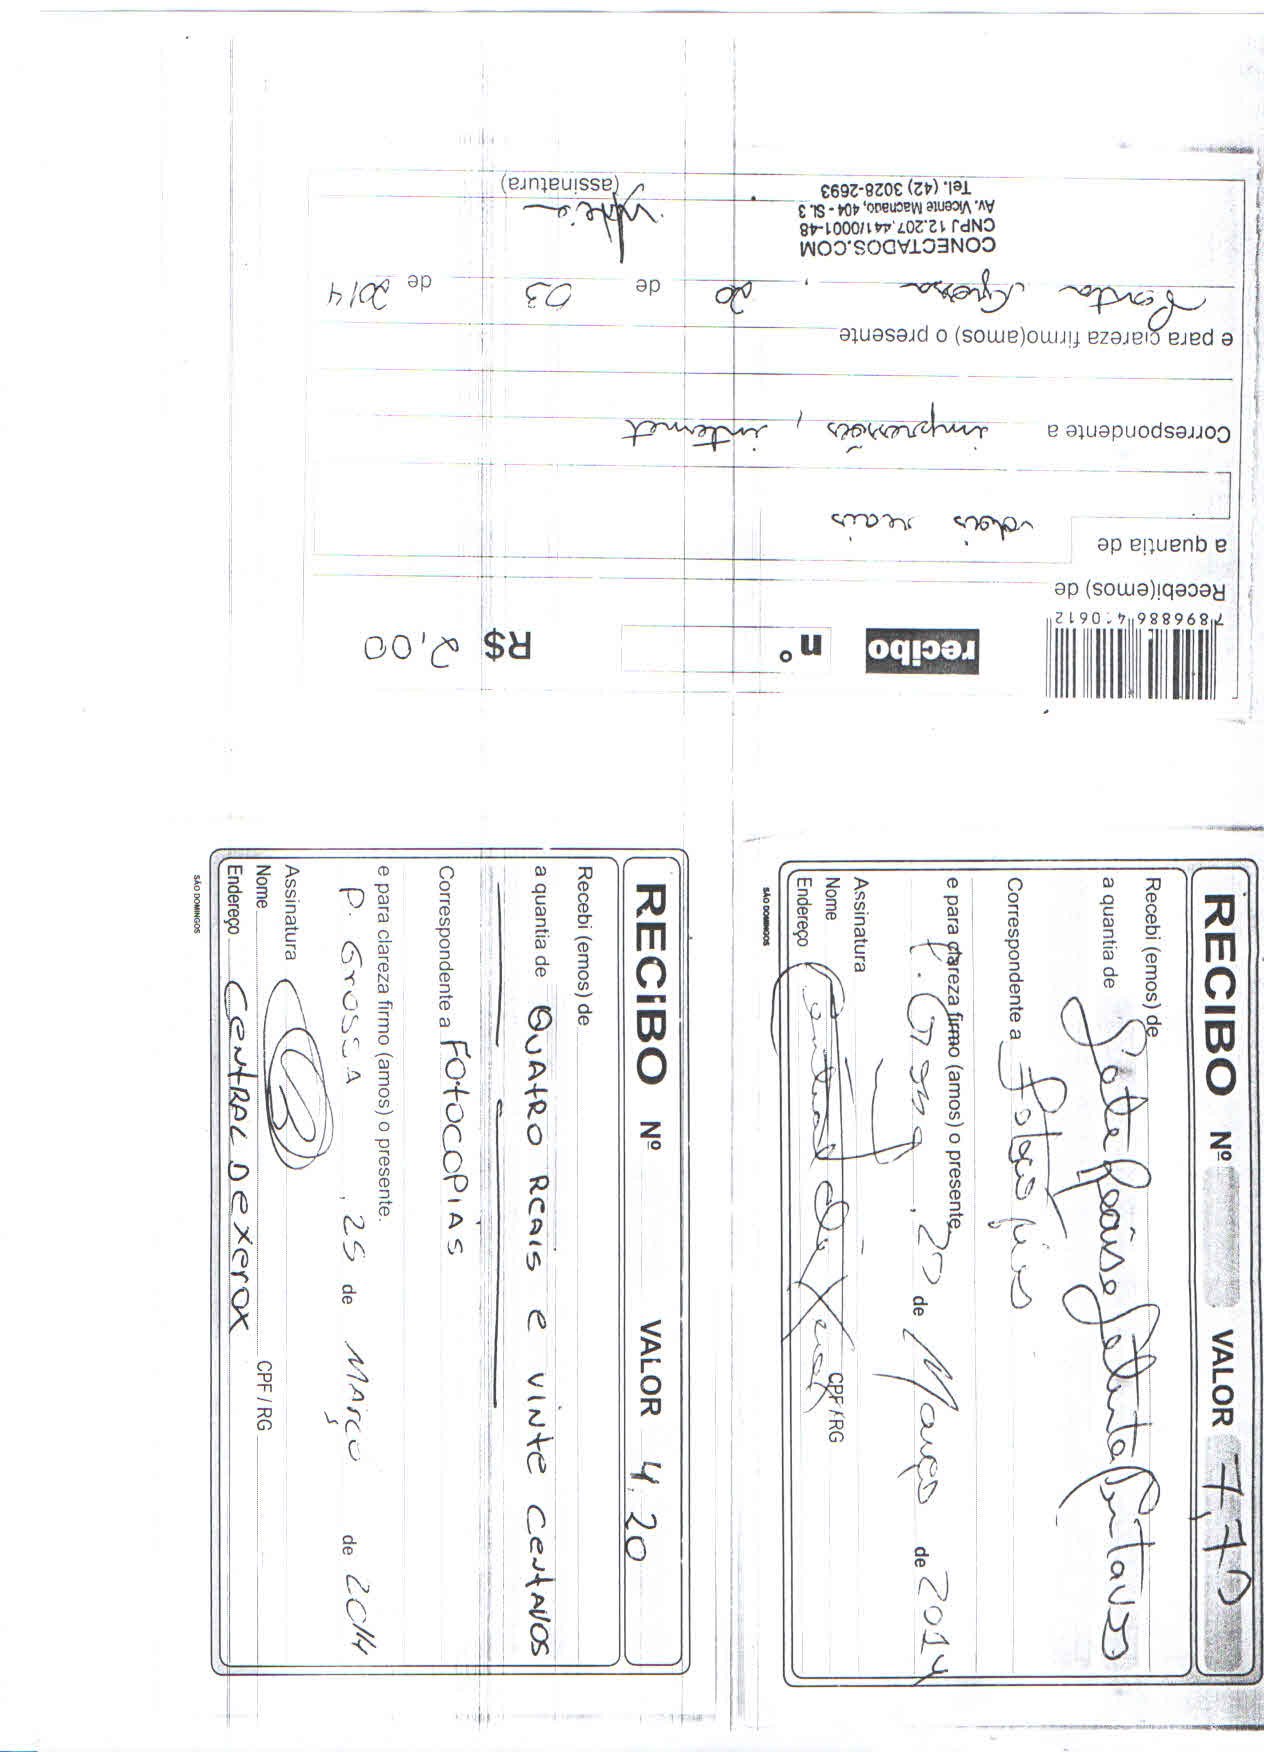 recibo nº R$ 2,00
7896886410612
Recebi(emos) de
a quantia de dois reais
Correspondente a impressões, internet
e para clareza firmo(amos) o presente
Ponta Grossa, 20 de 03 de 2014
CONECTADOS.COM
CNPJ 12.207.441/0001-48
Av. Vicente Machado, 404 - SL 3
Tel. (42) 3028-2693
(assinatura)
RECIBO Nº VALOR 7,70
Recebi (emos) de
a quantia de Sete Reais e Setenta Centavos
Correspondente a Fotocópias
e para clareza firmo (amos) o presente
P. Grossa, 20 de Março de 2014
Assinatura
Nome CPF / RG
Endereço Central do Xerox
SÃO DOMINGOS
RECIBO Nº VALOR 4,20
Recebi (emos) de
a quantia de QUATRO REAIS e VINTE CENTAVOS
Correspondente a FOTOCOPIAS
e para clareza firmo (amos) o presente.
P. GROSSA, 25 de MARÇO de 2014
Assinatura
Nome CPF / RG
Endereço CENTRAL DE XEROX
SÃO DOMINGOS